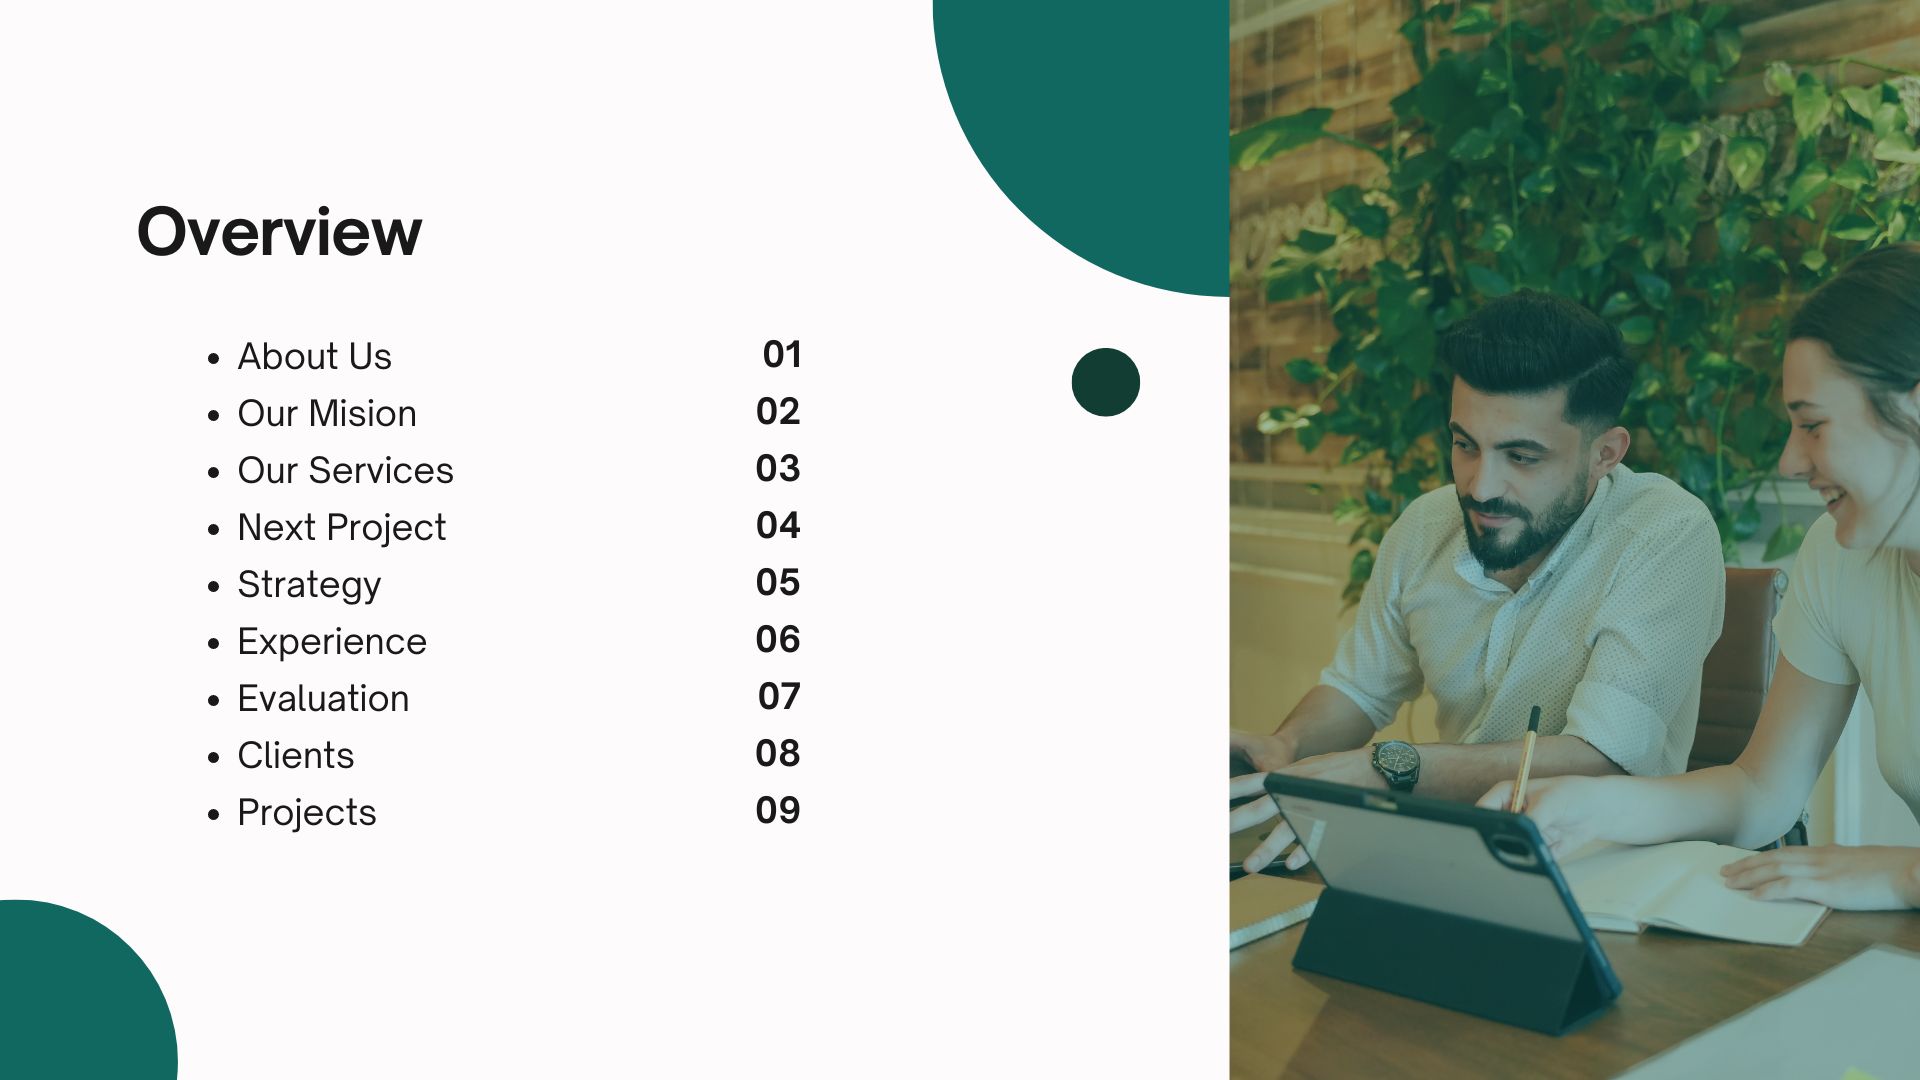 Overview
• About Us 01
• Our Mision 02
• Our Services 03
• Next Project 04
• Strategy 05
• Experience 06
• Evaluation 07
• Clients 08
• Projects 09